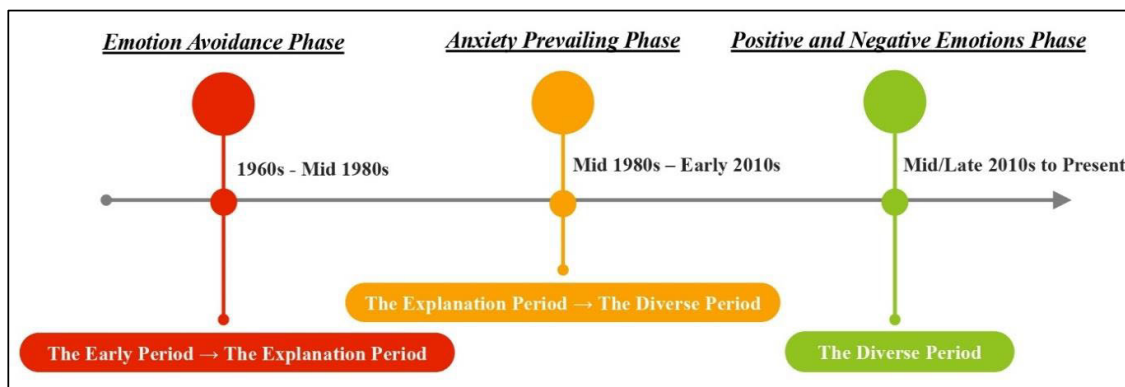 Emotion Avoidance Phase
Anxiety Prevailing Phase
Positive and Negative Emotions Phase
1960s - Mid 1980s
Mid 1980s – Early 2010s
Mid/Late 2010s to Present
The Explanation Period → The Diverse Period
The Early Period → The Explanation Period
The Diverse Period